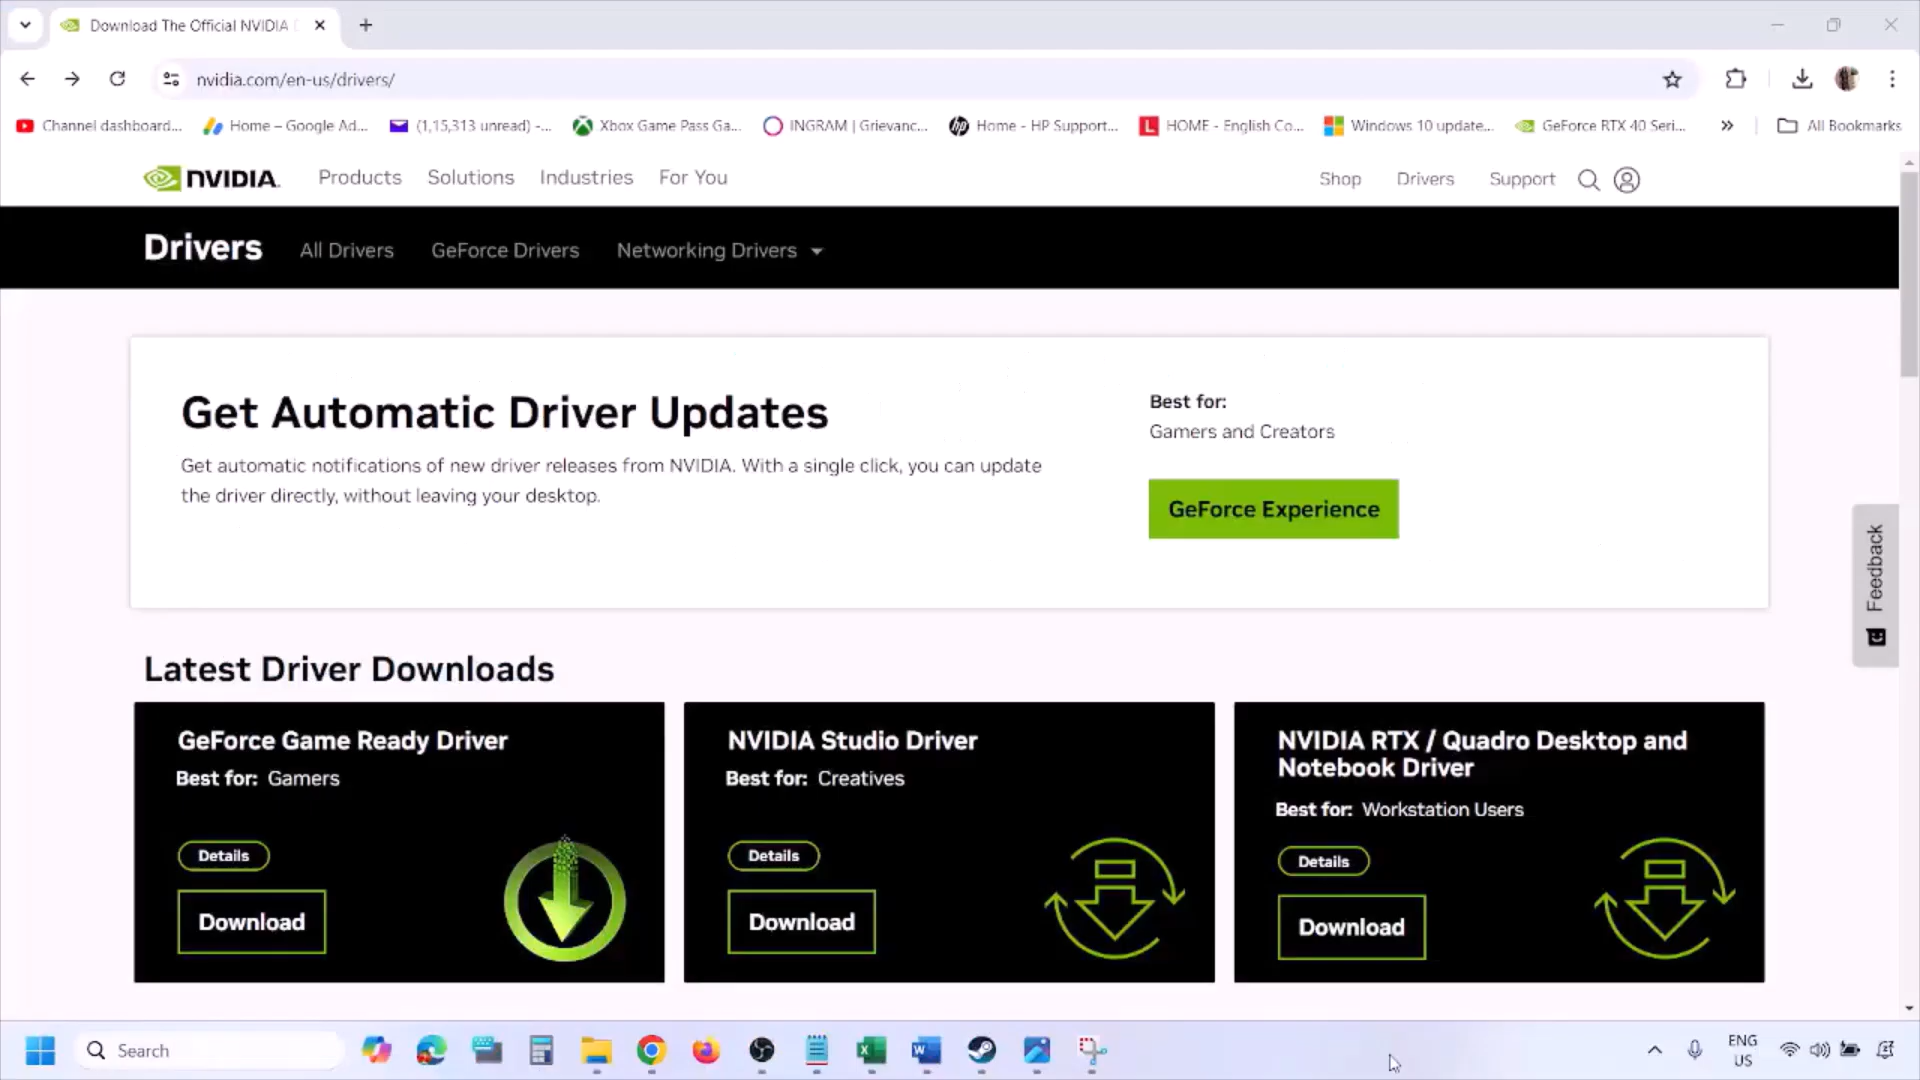 Download The Official NVIDIA
nvidia.com/en-us/drivers/
Channel dashboard...
Home – Google Ad...
(1,15,313 unread) -...
Xbox Game Pass Ga...
INGRAM | Grievanc...
Home - HP Support...
L
HOME - English Co...
Windows 10 update...
GeForce RTX 40 Seri...
All Bookmarks
NVIDIA.
Products
Solutions
Industries
For You
Shop
Drivers
Support
Drivers
All Drivers
GeForce Drivers
Networking Drivers
Get Automatic Driver Updates
Get automatic notifications of new driver releases from NVIDIA. With a single click, you can update
the driver directly, without leaving your desktop.
Best for:
Gamers and Creators
GeForce Experience
Feedback
Latest Driver Downloads
GeForce Game Ready Driver
Best for: Gamers
Details
Download
NVIDIA Studio Driver
Best for: Creatives
Details
Download
NVIDIA RTX / Quadro Desktop and
Notebook Driver
Best for: Workstation Users
Details
Download
Search
ENG
US